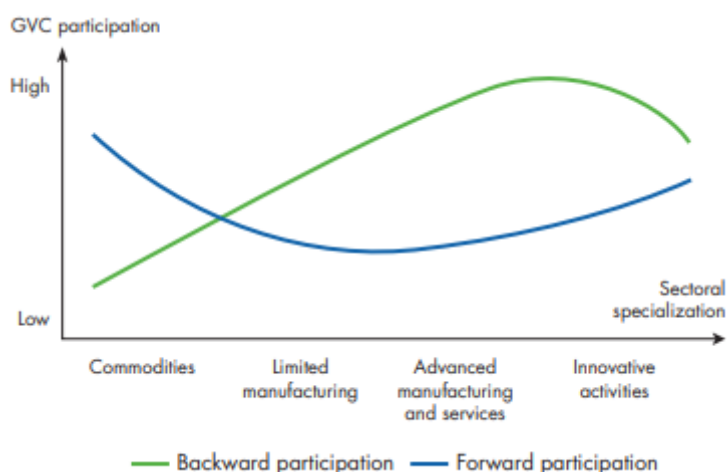 GVC participation
High
Low
Sectoral
specialization
Commodities
Limited
manufacturing
Advanced
manufacturing
and services
Innovative
activities
Backward participation
Forward participation